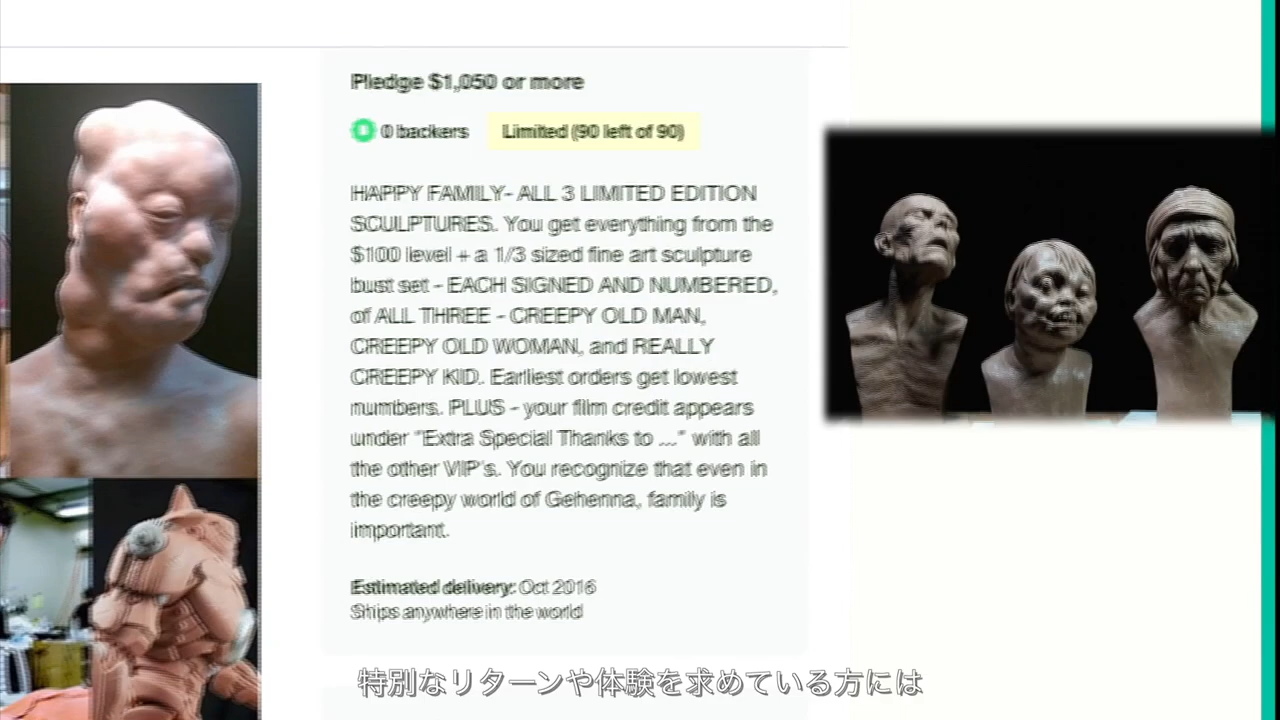 Pledge $1,050 or more
0 backers Limited (90 left of 90)
HAPPY FAMILY- ALL 3 LIMITED EDITION
SCULPTURES. You get everything from the
$100 level + a 1/3 sized fine art sculpture
bust set - EACH SIGNED AND NUMBERED,
of ALL THREE - CREEPY OLD MAN,
CREEPY OLD WOMAN, and REALLY
CREEPY KID. Earliest orders get lowest
numbers. PLUS - your film credit appears
under "Extra Special Thanks to ..." with all
the other VIP's. You recognize that even in
the creepy world of Gehenna, family is
important.
Estimated delivery: Oct 2016
Ships anywhere in the world
特別なリターンや体験を求めている方には